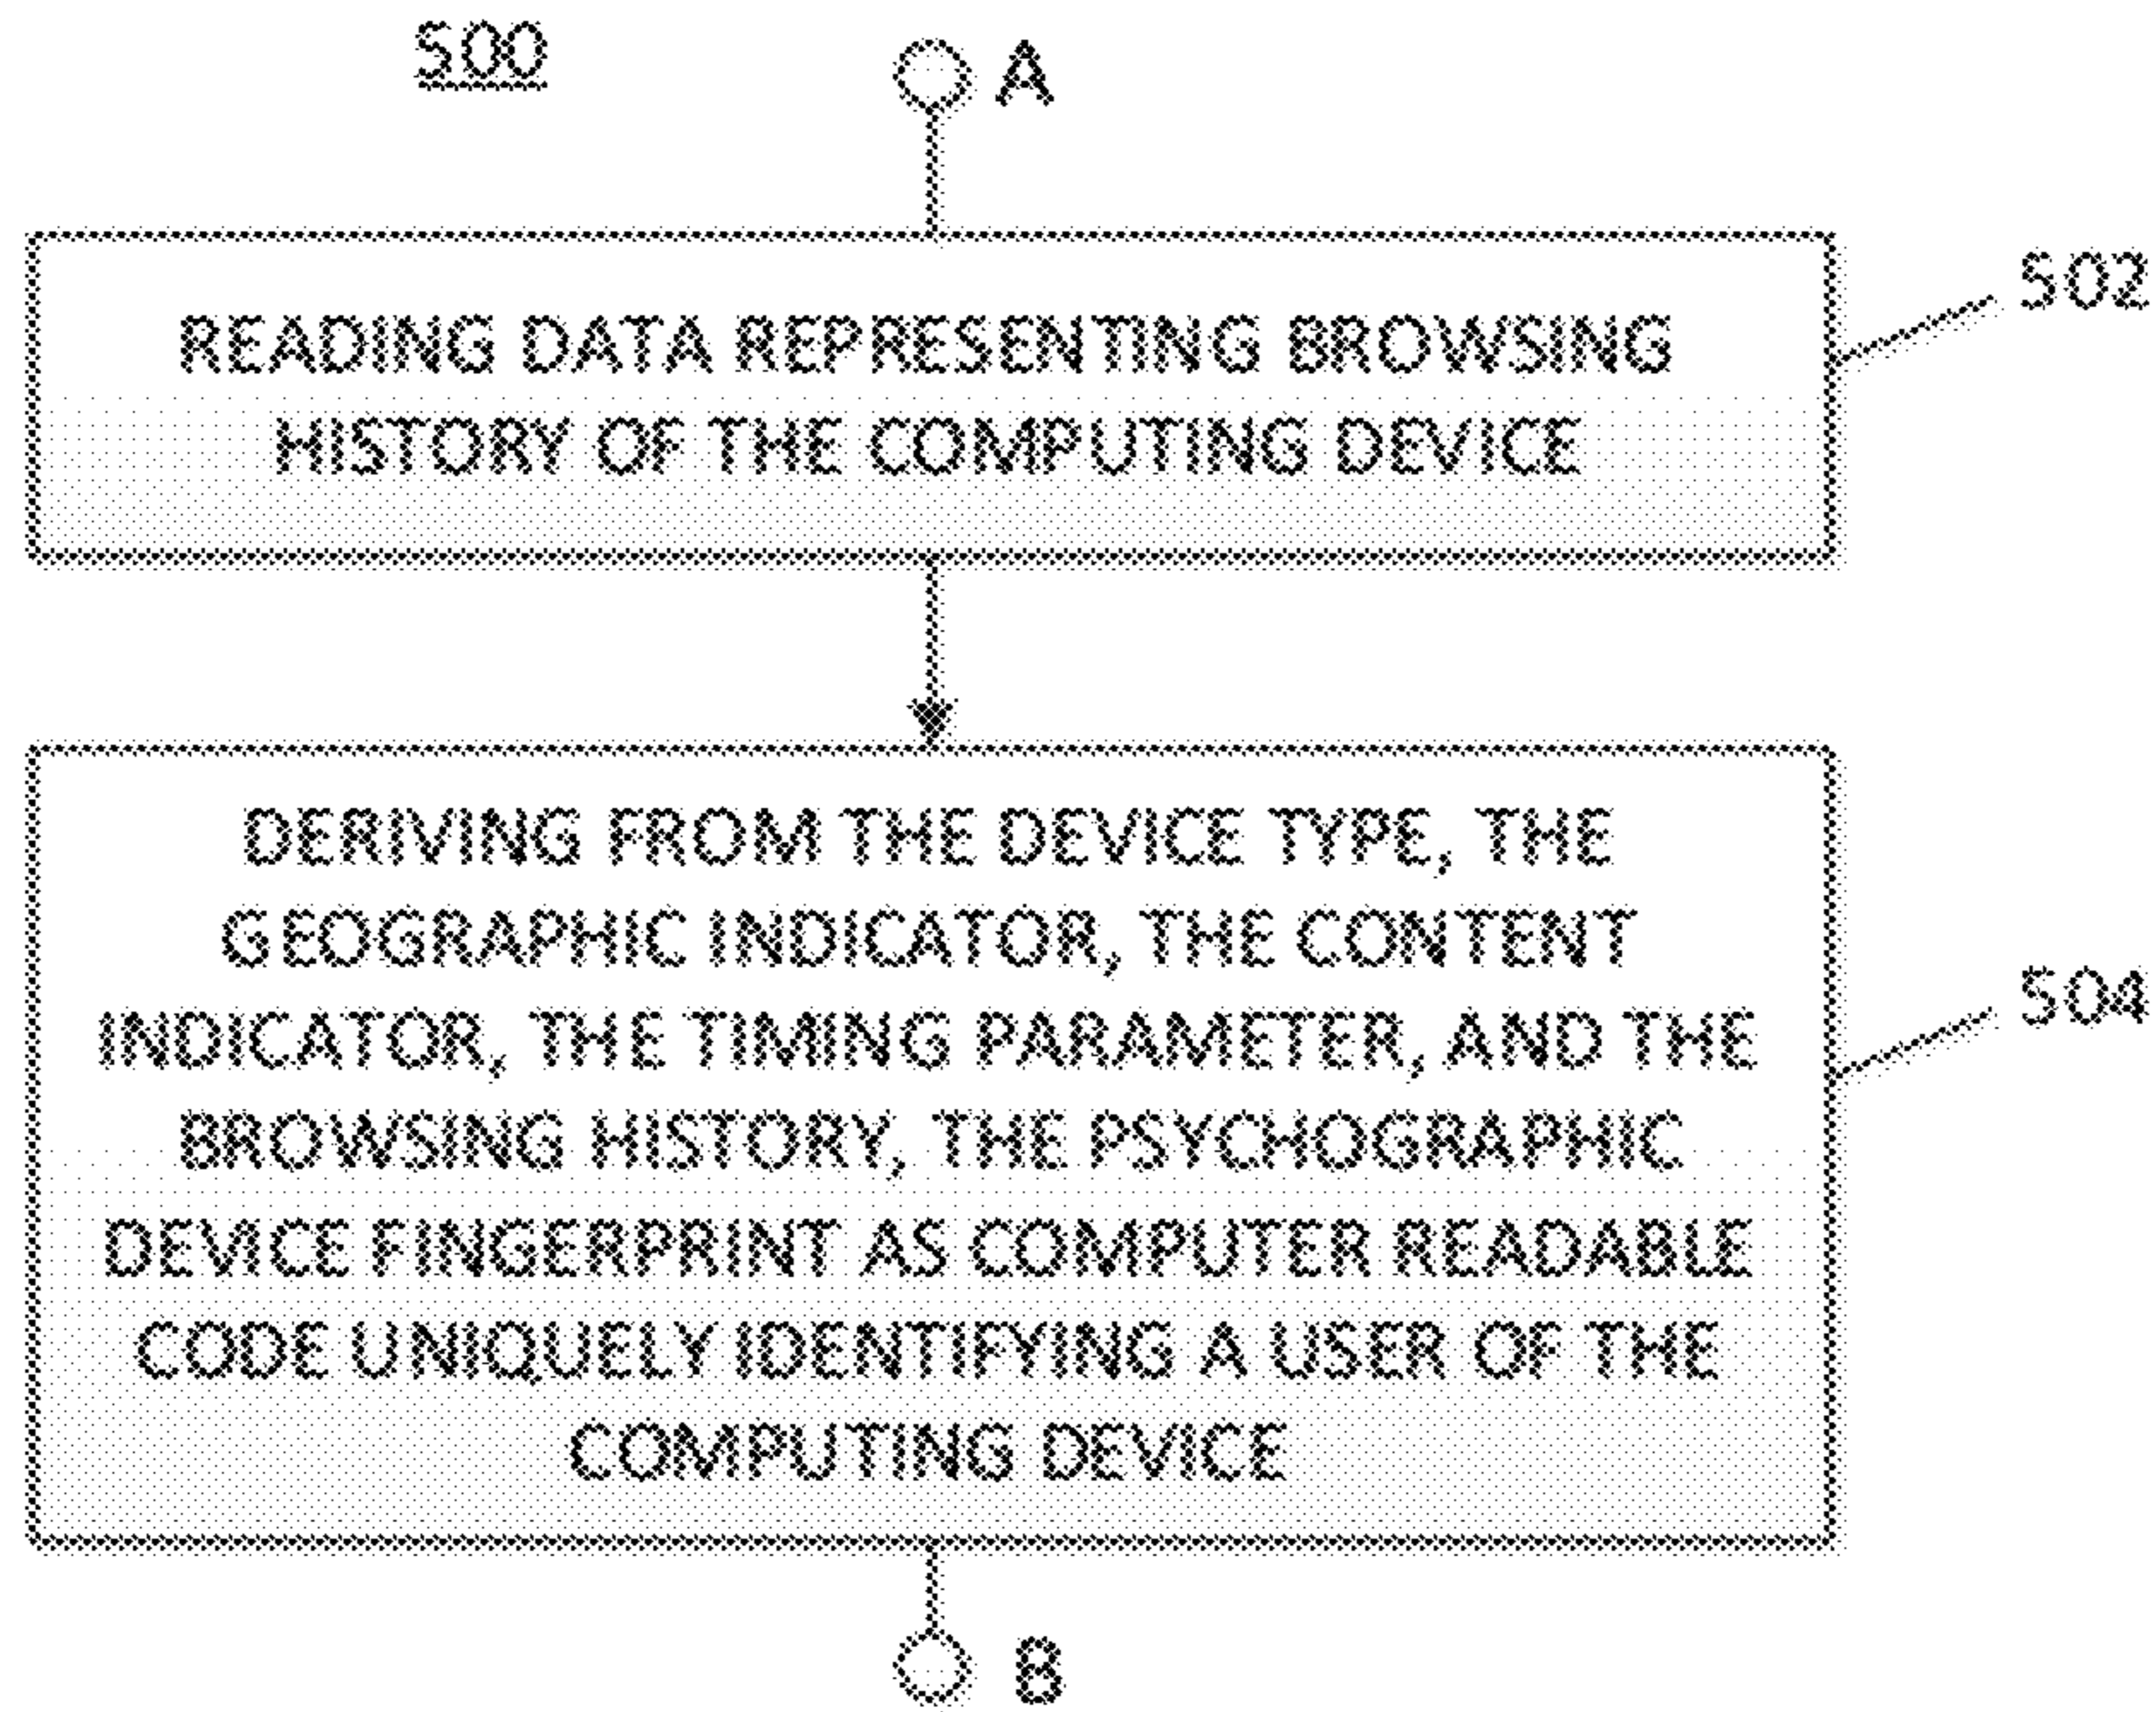 500
A
READING DATA REPRESENTING BROWSING
HISTORY OF THE COMPUTING DEVICE
502
DERIVING FROM THE DEVICE TYPE, THE
GEOGRAPHIC INDICATOR, THE CONTENT
INDICATOR, THE TIMING PARAMETER, AND THE
BROWSING HISTORY, THE PSYCHOGRAPHIC
DEVICE FINGERPRINT AS COMPUTER READABLE
CODE UNIQUELY IDENTIFYING A USER OF THE
COMPUTING DEVICE
504
B